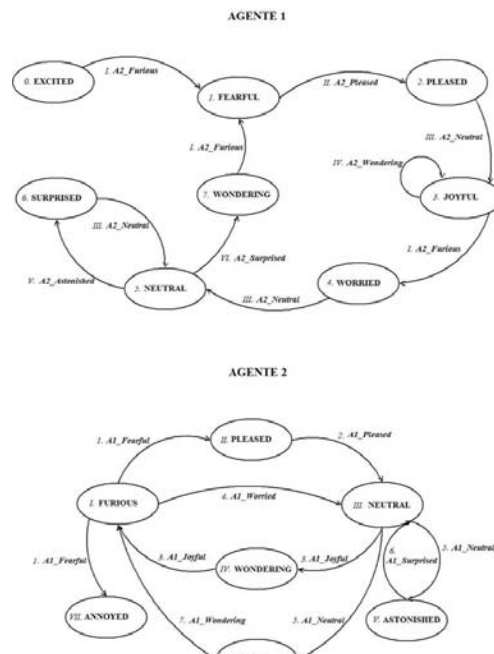 AGENTE 1
0. EXCITED
I. A2_Furious
1. FEARFUL
II. A2_Pleased
2. PLEASED
III. A2_Neutral
IV. A2_Wondering
3. JOYFUL
I. A2_Furious
I. A2_Furious
7. WONDERING
6. SURPRISED
III. A2_Neutral
VI. A2_Surprised
V. A2_Astonished
5. NEUTRAL
III. A2_Neutral
4. WORRIED
AGENTE 2
1. A1_Fearful
II. PLEASED
2. A1_Pleased
I. FURIOUS
4. A1_Worried
III. NEUTRAL
3. A1_Joyful
IV. WONDERING
3. A1_Joyful
6.
A1_Surprised
5. A1_Neutral
1. A1_Fearful
VII. ANNOYED
7. A1_Wondering
5. A1_Neutral
V. ASTONISHED